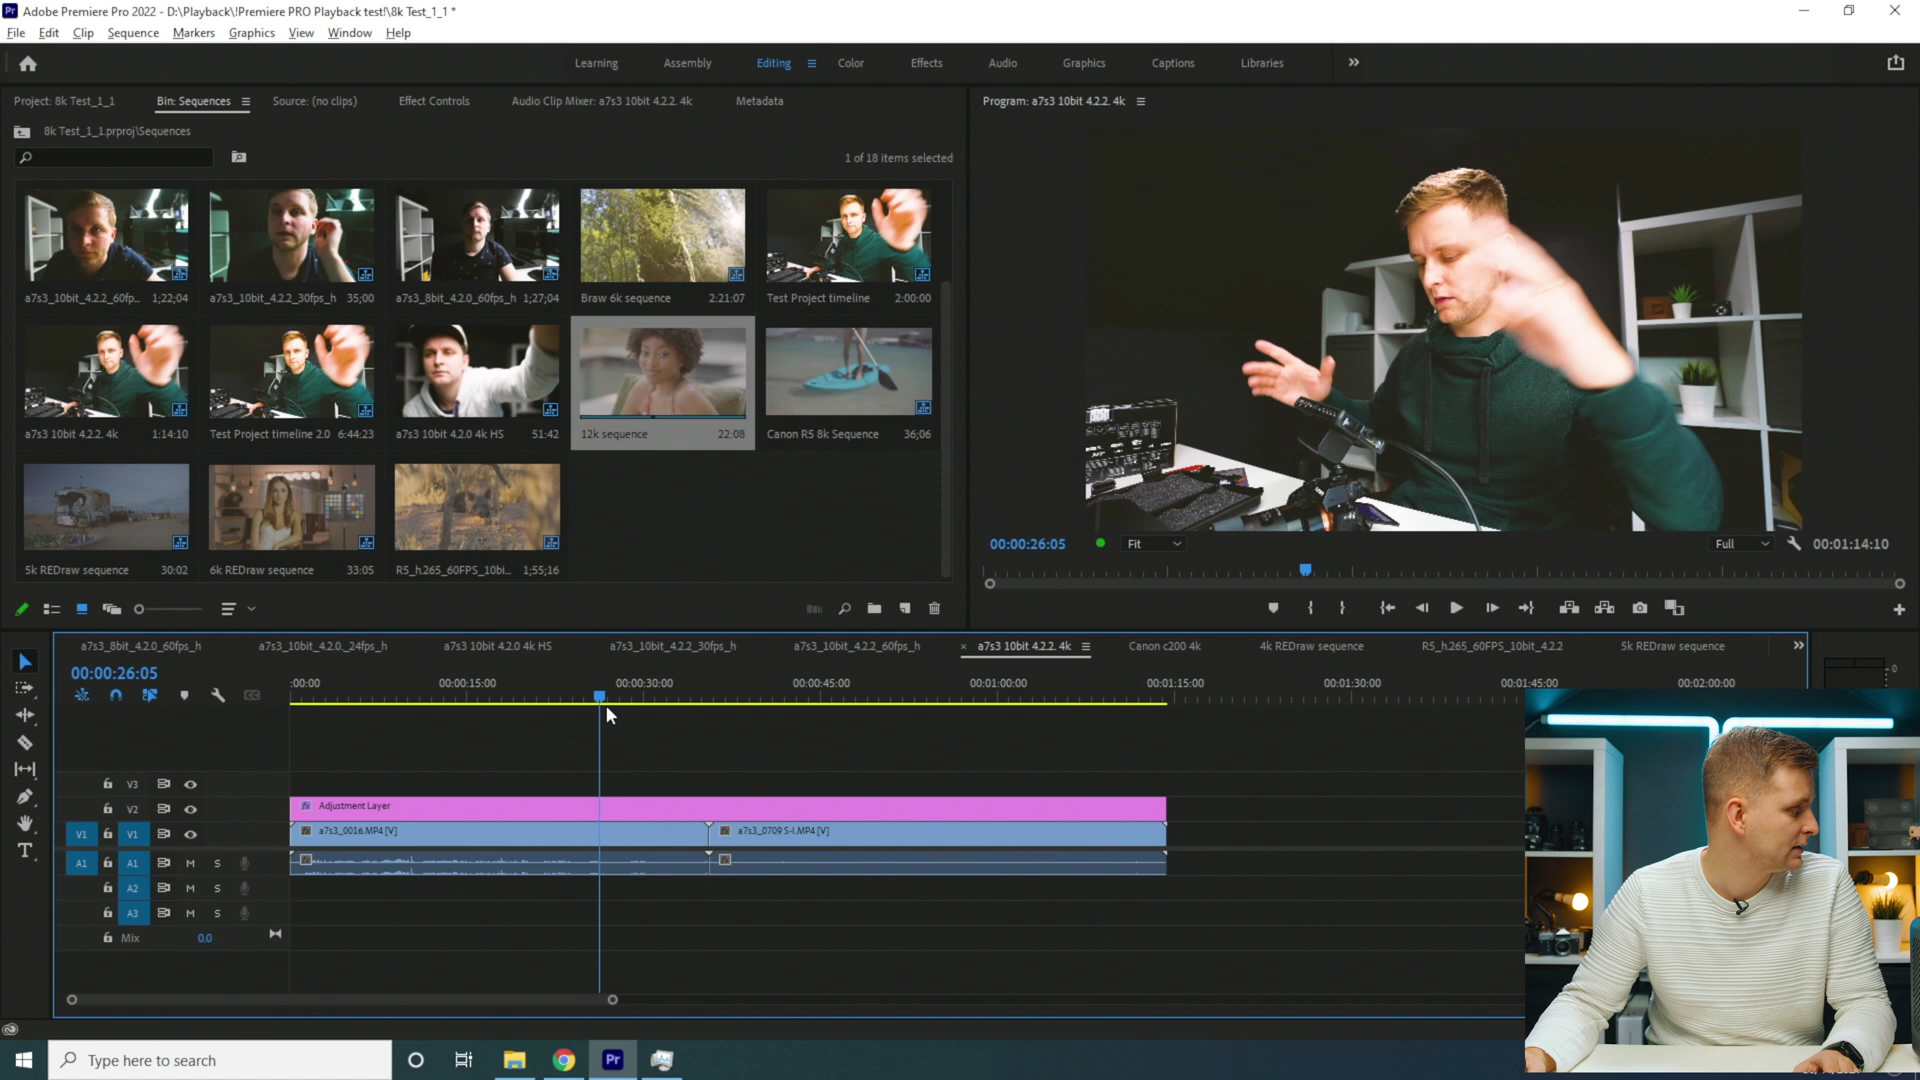 Pr Adobe Premiere Pro 2022 - D:\Playback\!Premiere PRO Playback test!\8k Test_1_1 *
File Edit Clip Sequence Markers Graphics View Window Help
Learning Assembly Editing Color Effects Audio Graphics Captions Libraries
Project: 8k Test_1_1 Bin: Sequences Source: (no clips) Effect Controls Audio Clip Mixer: a7s3 10bit 4.2.2. 4k Metadata
Program: a7s3 10bit 4.2.2. 4k
8k Test_1_1.prproj\Sequences
1 of 18 items selected
a7s3_10bit_4.2.2_60fp... 1;22;04
a7s3_10bit_4.2.2_30fps_h 35;00
a7s3_8bit_4.2.0_60fps_h 1;27;04
Braw 6k sequence 2:21:07
Test Project timeline 2:00:00
a7s3 10bit 4.2.2. 4k 1:14:10
Test Project timeline 2.0 6:44:23
a7s3 10bit 4.2.0 4k HS 51:42
12k sequence 22:08
Canon R5 8k Sequence 36;06
5k REDraw sequence 30:02
6k REDraw sequence 33:05
R5_h.265_60FPS_10bi... 1;55;16
00:00:26:05 Fit Full 00:01:14:10
a7s3_8bit_4.2.0_60fps_h a7s3_10bit_4.2.0._24fps_h a7s3 10bit 4.2.0 4k HS a7s3_10bit_4.2.2_30fps_h a7s3_10bit_4.2.2_60fps_h × a7s3 10bit 4.2.2. 4k Canon c200 4k 4k REDraw sequence R5_h.265_60FPS_10bit_4.2.2 5k REDraw sequence
00:00:26:05
:00:00 00:00:15:00 00:00:30:00 00:00:45:00 00:01:00:00 00:01:15:00 00:01:30:00 00:01:45:00 00:02:00:00
0
V3
V2 fx Adjustment Layer
V1 V1 a7s3_0016.MP4 [V] a7s3_0709 S-l.MP4 [V]
A1 A1 M S
A2 M S
A3 M S
Mix 0.0
Type here to search
Pr